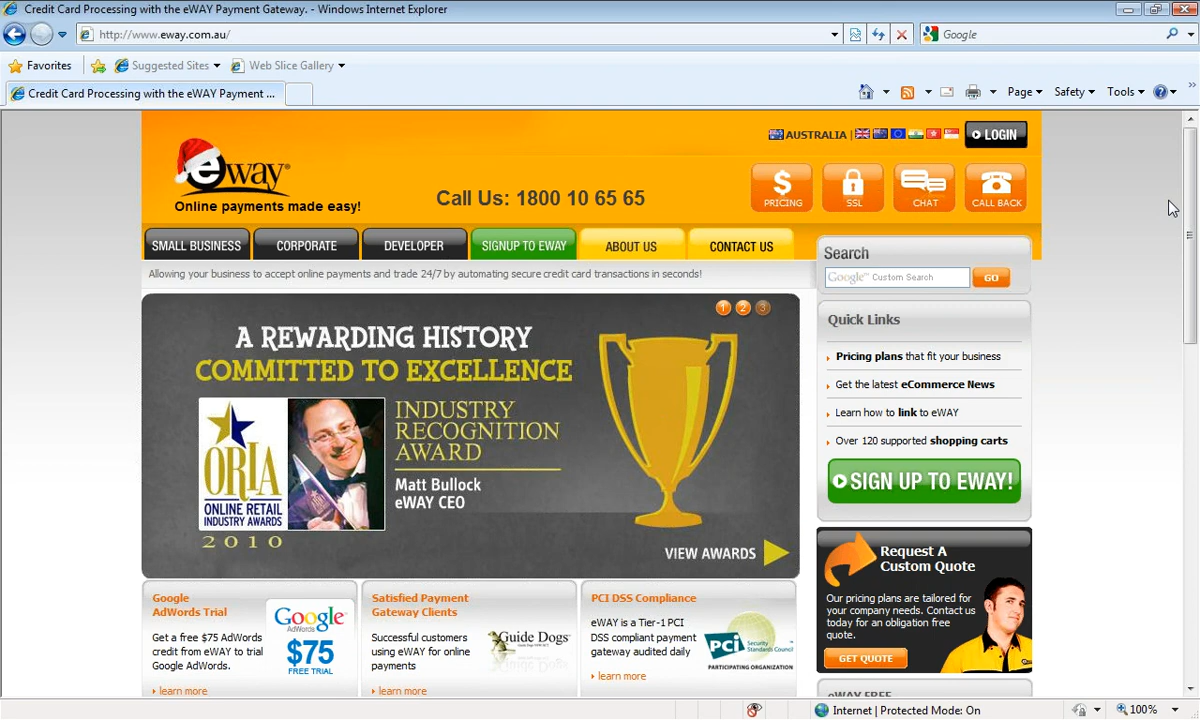 Credit Card Processing with the eWAY Payment Gateway. - Windows Internet Explorer
http://www.eway.com.au/
Google
Favorites
Suggested Sites
Web Slice Gallery
Credit Card Processing with the eWAY Payment ...
Page
Safety
Tools
AUSTRALIA |
LOGIN
eway®
Online payments made easy!
Call Us: 1800 10 65 65
$
PRICING
SSL
CHAT
CALL BACK
SMALL BUSINESS
CORPORATE
DEVELOPER
SIGNUP TO EWAY
ABOUT US
CONTACT US
Allowing your business to accept online payments and trade 24/7 by automating secure credit card transactions in seconds!
Search
Google™ Custom Search
GO
1 2 3
A REWARDING HISTORY
COMMITTED TO EXCELLENCE
ORIA
ONLINE RETAIL
INDUSTRY AWARDS
2010
INDUSTRY
RECOGNITION
AWARD
Matt Bullock
eWAY CEO
VIEW AWARDS
Quick Links
Pricing plans that fit your business
Get the latest eCommerce News
Learn how to link to eWAY
Over 120 supported shopping carts
SIGN UP TO EWAY!
Request A
Custom Quote
Our pricing plans are tailored for
your company needs. Contact us
today for an obligation free
quote.
GET QUOTE
Google
AdWords Trial
Get a free $75 AdWords
credit from eWAY to trial
Google AdWords.
learn more
Google
AdWords
$75
FREE TRIAL
Satisfied Payment
Gateway Clients
Successful customers
using eWAY for online
payments
learn more
Guide Dogs
PCI DSS Compliance
eWAY is a Tier-1 PCI
DSS compliant payment
gateway audited daily
learn more
PCI
Security
Standards Council
PARTICIPATING ORGANIZATION
eWAY FREE
Internet | Protected Mode: On
100%